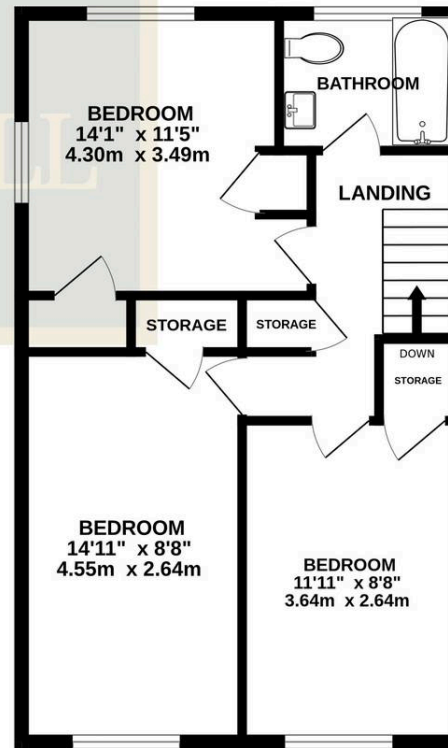 BEDROOM
14'1" x 11'5"
4.30m x 3.49m
BATHROOM
LANDING
STORAGE
STORAGE
DOWN
STORAGE
BEDROOM
14'11" x 8'8"
4.55m x 2.64m
BEDROOM
11'11" x 8'8"
3.64m x 2.64m